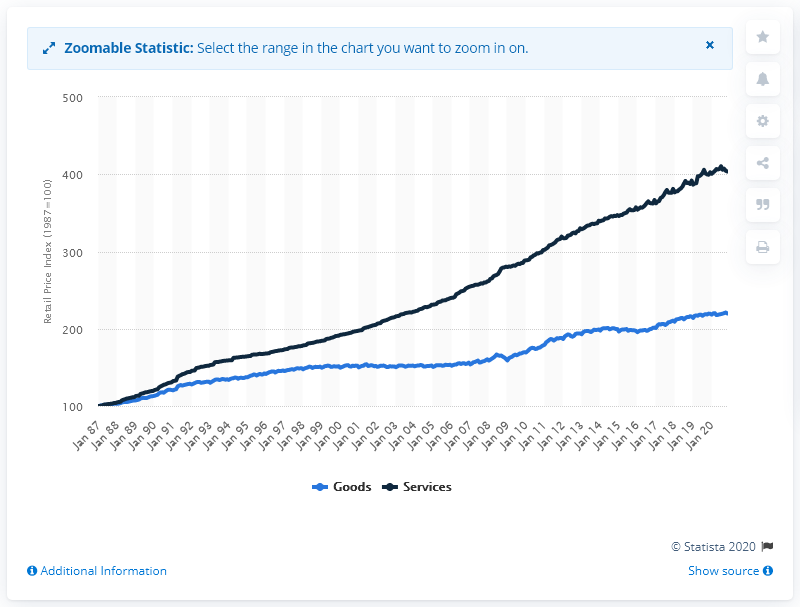 Zoomable Statistic: Select the range in the chart you want to zoom in on.
×
500
400
300
200
100
Retail Price Index (1987=100)
Jan 87
Jan 88
Jan 89
Jan 90
Jan 91
Jan 92
Jan 93
Jan 94
Jan 95
Jan 96
Jan 97
Jan 98
Jan 99
Jan 00
Jan 01
Jan 02
Jan 03
Jan 04
Jan 05
Jan 06
Jan 07
Jan 08
Jan 09
Jan 10
Jan 11
Jan 12
Jan 13
Jan 14
Jan 15
Jan 16
Jan 17
Jan 18
Jan 19
Jan 20
Goods Services
© Statista 2020
Additional Information
Show source